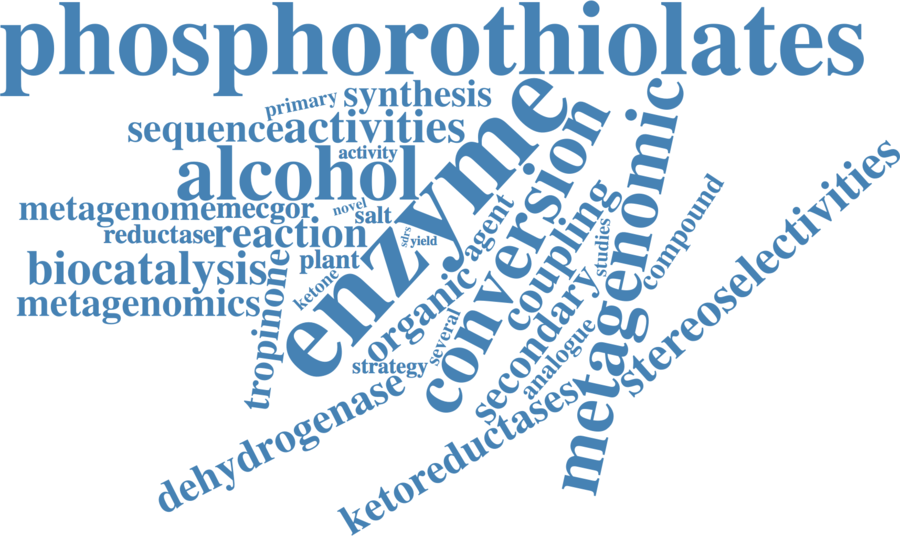 phosphorothiolates
primary
synthesis
sequence
activities
activity
alcohol
enzyme
conversion
metagenomic
metagenome
mecgor
novel
salt
reductase
reaction
sdrs
yield
agent
coupling
studies
compound
stereoselectivities
biocatalysis
plant
ketone
organic
metagenomics
tropinone
several
secondary
analogue
strategy
dehydrogenase
ketoreductases